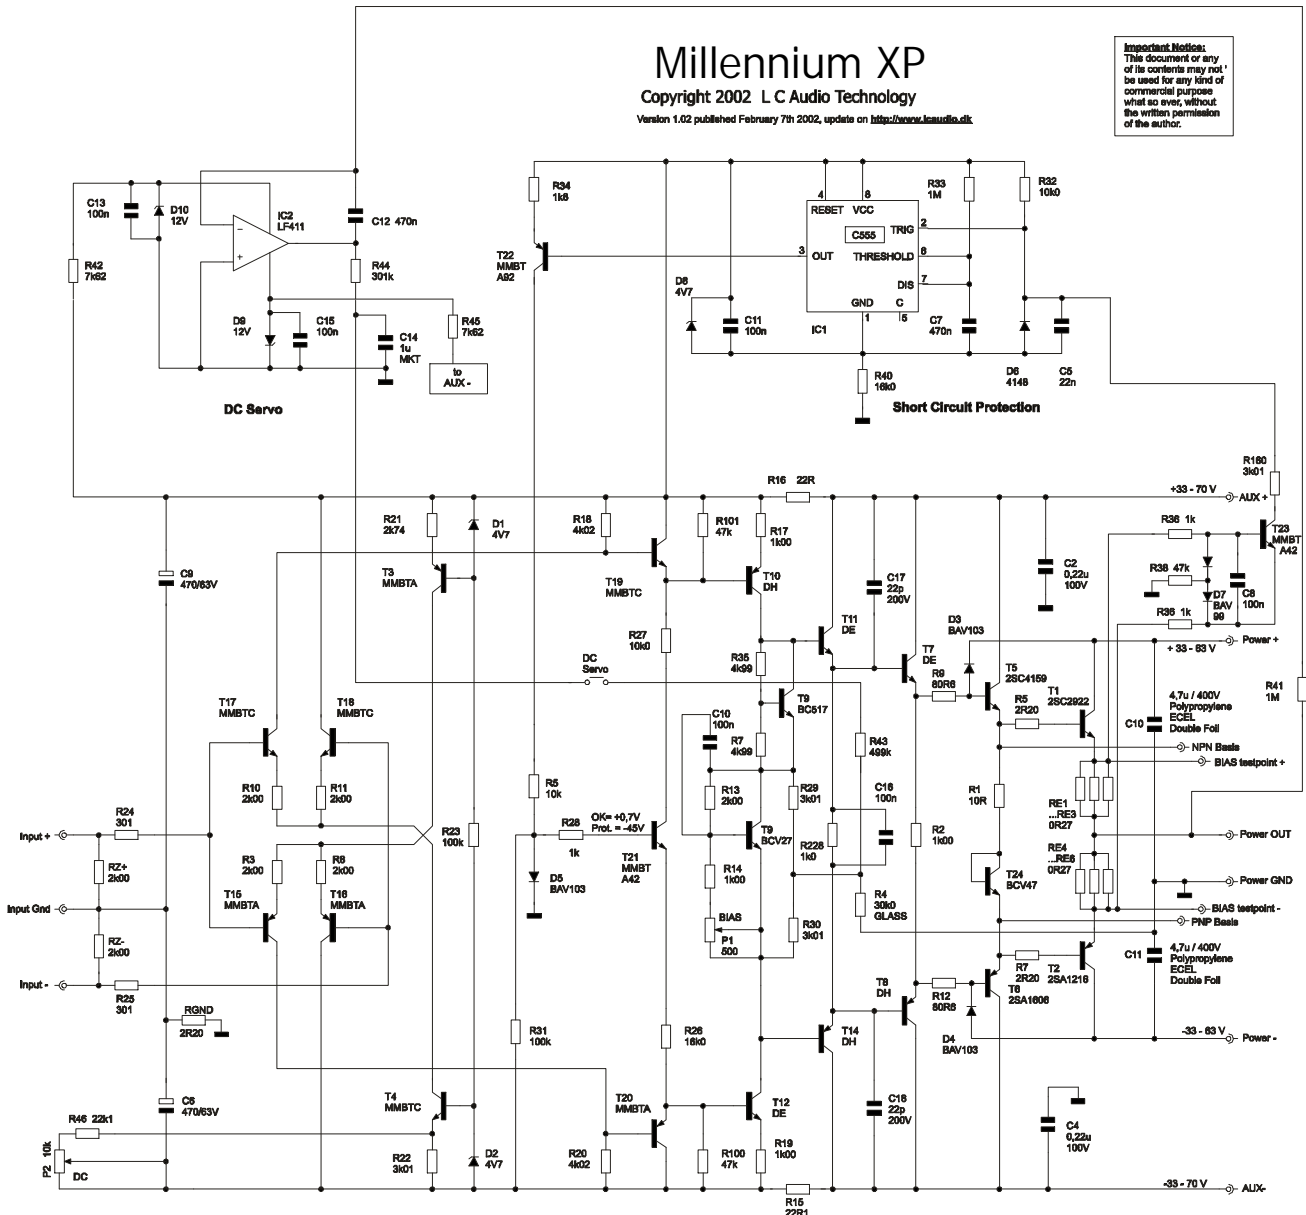 Millennium XP
Copyright 2002 L C Audio Technology
Version 1.02 published February 7th 2002, update on http://www.lcaudio.dk
Important Notice:
This document or any
of its contents may not '
be used for any kind of
commercial purpose
what so ever, without
the written permission
of the author.
C13
100n
D10
12V
IC2
LF411
C12 470n
R42
7k62
R44
301k
D9
12V
C15
100n
C14
1u
MKT
R45
7k62
to
AUX -
DC Servo
R34
1k6
T22
MMBT
A92
4
8
RESET VCC
C555
TRIG
2
3
OUT
THRESHOLD
6
DIS
7
GND
C
1
5
IC1
R33
1M
R32
10k0
D8
4V7
C11
100n
C7
470n
D6
4148
C5
22n
R40
16k0
Short Circuit Protection
R160
3k01
R16 22R
+33 - 70 V
AUX +
R21
2k74
D1
4V7
R18
4k02
R101
47k
R17
1k00
R36 1k
T23
MMBT
A42
C9
470/63V
T3
MMBTA
T19
MMBTC
T10
DH
C17
22p
200V
C2
0,22u
100V
R38 47k
D7
BAV
99
C8
100n
R36 1k
T11
DE
D3
BAV103
R27
10k0
Power +
+ 33 - 63 V
DC
Servo
R35
4k99
T7
DE
R9
80R6
T5
2SC4159
T1
2SC2922
R5
2R20
4,7u / 400V
Polypropylene
ECEL
Double Foil
R41
1M
T17
MMBTC
T18
MMBTC
C10
100n
T9
BC517
C10
R7
4k99
R43
499k
NPN Basis
BIAS testpoint +
R10
2k00
R11
2k00
R5
10k
R13
2k00
R29
3k01
C16
100n
R1
10R
RE1
...RE3
0R27
R24
301
R23
100k
OK= +0,7V
Prot. = -45V
R28
1k
T9
BCV27
R228
1k0
R2
1k00
Input +
Power OUT
RZ+
2k00
R3
2k00
R8
2k00
T21
MMBT
A42
R14
1k00
RE4
...RE6
0R27
D5
BAV103
T24
BCV47
Power GND
T15
MMBTA
T16
MMBTA
R4
30k0
GLASS
Input Gnd
BIAS testpoint -
BIAS
P1
500
R30
3k01
PNP Basis
RZ-
2k00
C11
4,7u / 400V
Polypropylene
ECEL
Double Foil
R7
2R20
T2
2SA1216
Input -
R25
301
T8
DH
R12
80R6
T6
2SA1606
RGND
2R20
R31
100k
R26
16k0
T14
DH
D4
BAV103
-33 - 63 V
Power -
T4
MMBTC
T20
MMBTA
T12
DE
C18
22p
200V
C6
470/63V
R46 22k1
C4
0,22u
100V
P2 10k
DC
R22
3k01
D2
4V7
R20
4k02
R100
47k
R19
1k00
-33 - 70 V
AUX-
R15
22R1